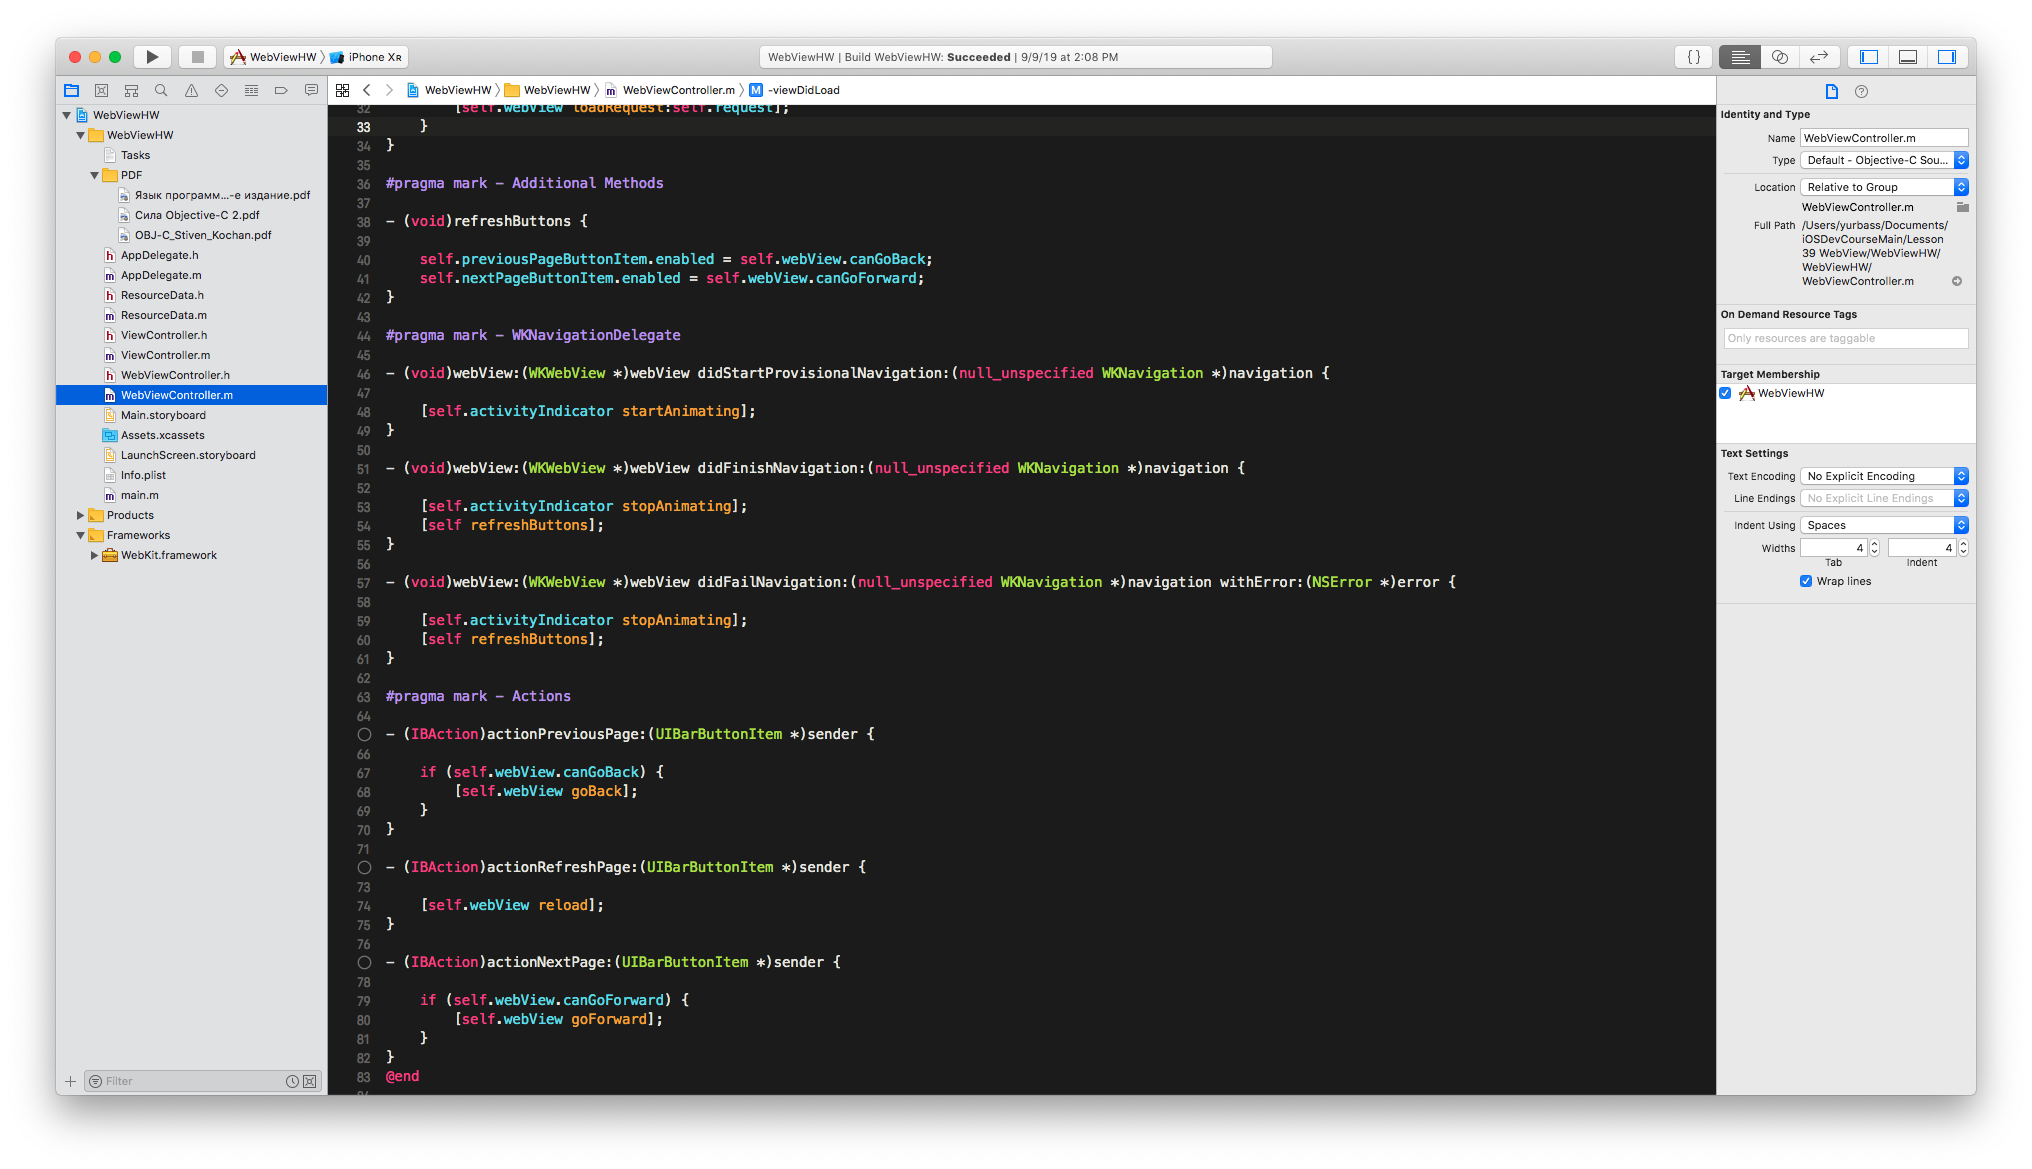 WebViewHW iPhone XR
WebViewHW | Build WebViewHW: Succeeded | 9/9/19 at 2:08 PM
{ }
WebViewHW WebViewHW WebViewController.m M -viewDidLoad
WebViewHW
WebViewHW
Tasks
PDF
Язык программ...-е издание.pdf
Сила Objective-C 2.pdf
OBJ-C_Stiven_Kochan.pdf
h AppDelegate.h
m AppDelegate.m
h ResourceData.h
m ResourceData.m
h ViewController.h
m ViewController.m
h WebViewController.h
m WebViewController.m
Main.storyboard
Assets.xcassets
LaunchScreen.storyboard
Info.plist
m main.m
Products
Frameworks
WebKit.framework
Filter
32 [self.webView loadRequest:self.request];
33 }
34 }
35
36 #pragma mark - Additional Methods
37
38 - (void)refreshButtons {
39
40 self.previousPageButtonItem.enabled = self.webView.canGoBack;
41 self.nextPageButtonItem.enabled = self.webView.canGoForward;
42 }
43
44 #pragma mark - WKNavigationDelegate
45
46 - (void)webView:(WKWebView *)webView didStartProvisionalNavigation:(null_unspecified WKNavigation *)navigation {
47
48 [self.activityIndicator startAnimating];
49 }
50
51 - (void)webView:(WKWebView *)webView didFinishNavigation:(null_unspecified WKNavigation *)navigation {
52
53 [self.activityIndicator stopAnimating];
54 [self refreshButtons];
55 }
56
57 - (void)webView:(WKWebView *)webView didFailNavigation:(null_unspecified WKNavigation *)navigation withError:(NSError *)error {
58
59 [self.activityIndicator stopAnimating];
60 [self refreshButtons];
61 }
62
63 #pragma mark - Actions
64
- (IBAction)actionPreviousPage:(UIBarButtonItem *)sender {
66
67 if (self.webView.canGoBack) {
68 [self.webView goBack];
69 }
70 }
71
- (IBAction)actionRefreshPage:(UIBarButtonItem *)sender {
73
74 [self.webView reload];
75 }
76
- (IBAction)actionNextPage:(UIBarButtonItem *)sender {
78
79 if (self.webView.canGoForward) {
80 [self.webView goForward];
81 }
82 }
83 @end
Identity and Type
Name WebViewController.m
Type Default - Objective-C Sou...
Location Relative to Group
WebViewController.m
Full Path /Users/yurbass/Documents/
iOSDevCourseMain/Lesson
39 WebView/WebViewHW/
WebViewHW/
WebViewController.m
On Demand Resource Tags
Only resources are taggable
Target Membership
WebViewHW
Text Settings
Text Encoding No Explicit Encoding
Line Endings No Explicit Line Endings
Indent Using Spaces
Widths 4 4
Tab Indent
Wrap lines